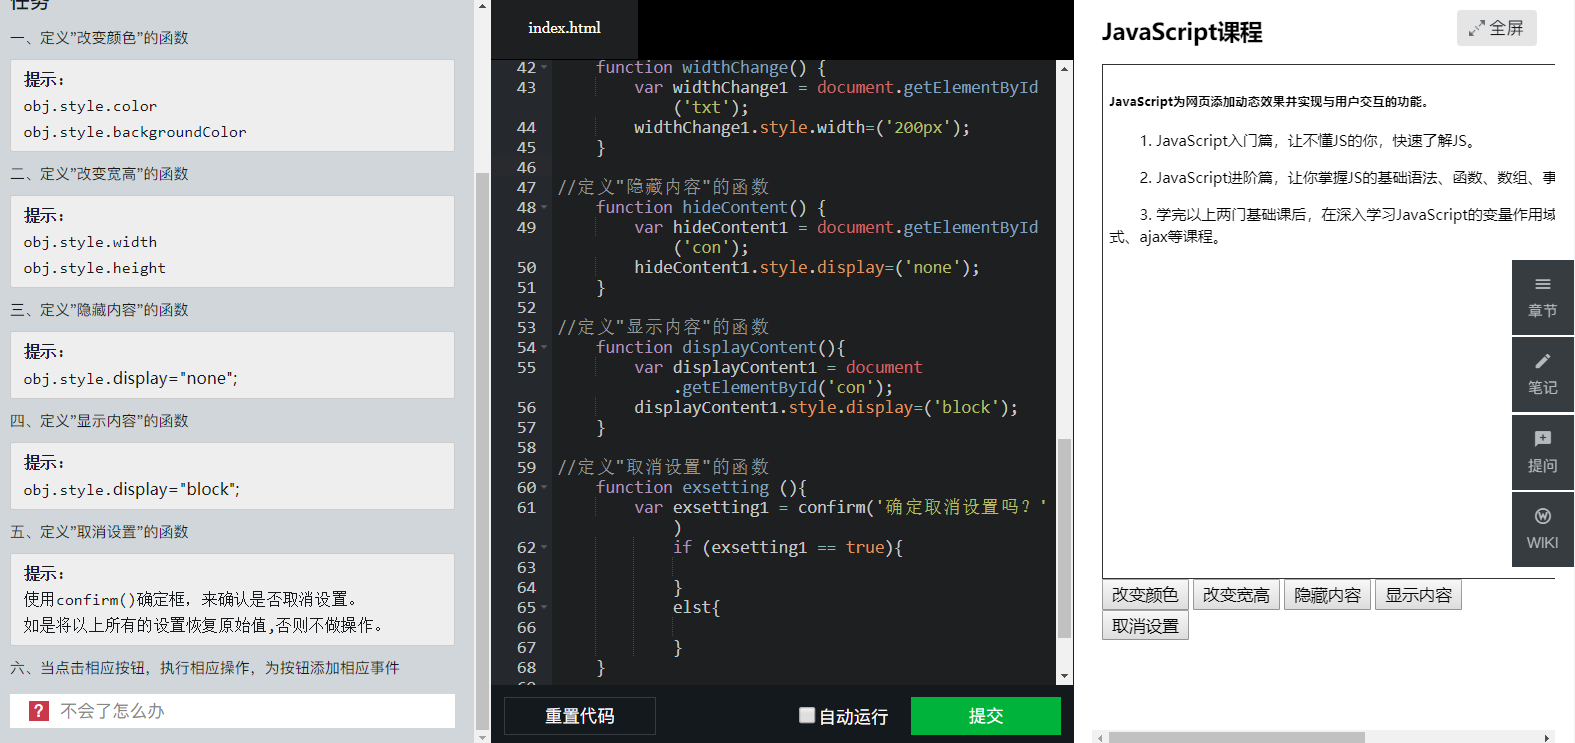 任务
一、定义”改变颜色”的函数
提示:
obj.style.color
obj.style.backgroundColor
二、定义”改变宽高”的函数
提示:
obj.style.width
obj.style.height
三、定义”隐藏内容”的函数
提示:
obj.style.display="none";
四、定义”显示内容”的函数
提示:
obj.style.display="block";
五、定义”取消设置”的函数
提示:
使用confirm()确定框，来确认是否取消设置。
如是将以上所有的设置恢复原始值,否则不做操作。
六、当点击相应按钮，执行相应操作，为按钮添加相应事件
? 不会了怎么办
index.html
42 function widthChange() {
43 var widthChange1 = document.getElementById
('txt');
44 widthChange1.style.width=('200px');
45 }
46
47 //定义"隐藏内容"的函数
48 function hideContent() {
49 var hideContent1 = document.getElementById
('con');
50 hideContent1.style.display=('none');
51 }
52
53 //定义"显示内容"的函数
54 function displayContent(){
55 var displayContent1 = document
.getElementById('con');
56 displayContent1.style.display=('block');
57 }
58
59 //定义"取消设置"的函数
60 function exsetting (){
61 var exsetting1 = confirm('确定取消设置吗？'
)
62 if (exsetting1 == true){
63
64 }
65 elst{
66
67 }
68 }
重置代码
自动运行
提交
JavaScript课程
全屏
JavaScript为网页添加动态效果并实现与用户交互的功能。
1. JavaScript入门篇，让不懂JS的你，快速了解JS。
2. JavaScript进阶篇，让你掌握JS的基础语法、函数、数组、事
3. 学完以上两门基础课后，在深入学习JavaScript的变量作用域
式、ajax等课程。
章节
笔记
提问
WIKI
改变颜色 改变宽高 隐藏内容 显示内容
取消设置